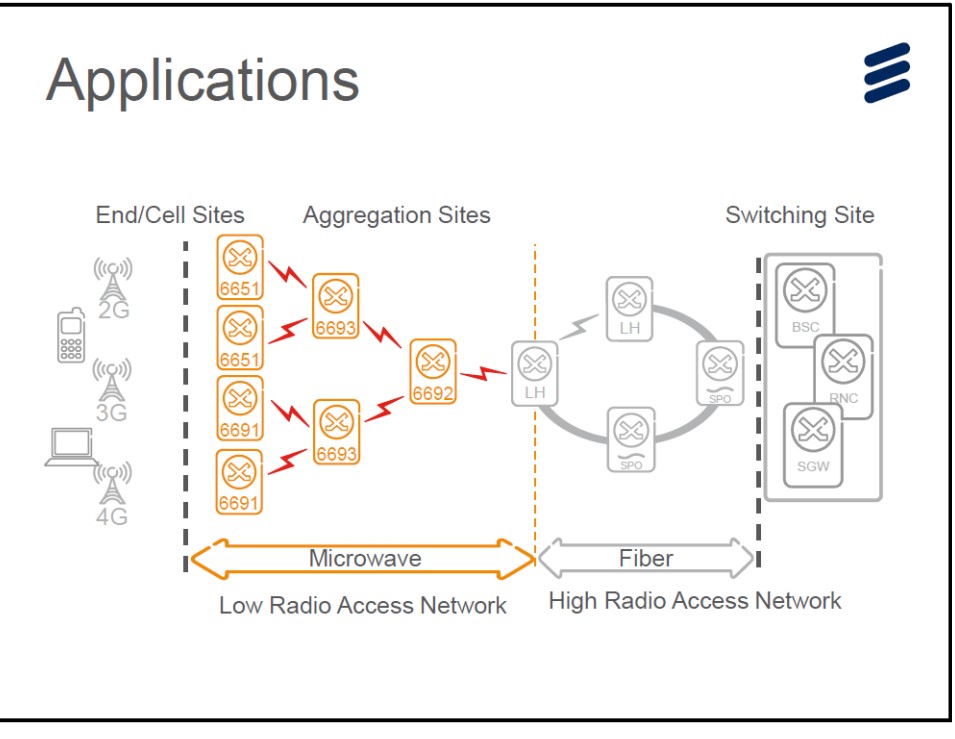 Applications
End/Cell Sites
Aggregation Sites
Switching Site
2G
3G
4G
6651
6651
6691
6691
6693
6693
6692
LH
LH
SPO
SPO
BSC
RNC
SGW
Microwave
Fiber
Low Radio Access Network
High Radio Access Network